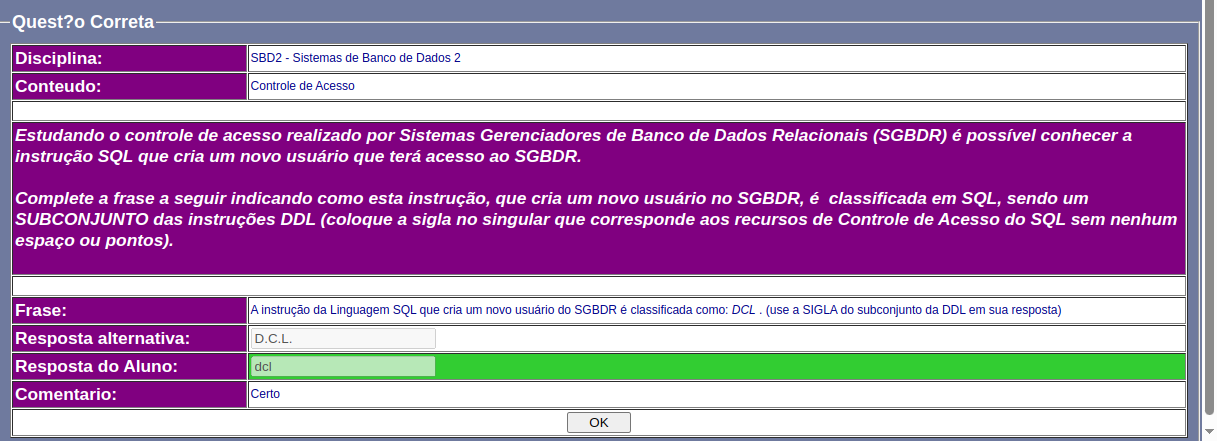 Quest?o Correta
Disciplina: SBD2 - Sistemas de Banco de Dados 2
Conteudo: Controle de Acesso
Estudando o controle de acesso realizado por Sistemas Gerenciadores de Banco de Dados Relacionais (SGBDR) é possível conhecer a
instrução SQL que cria um novo usuário que terá acesso ao SGBDR.
Complete a frase a seguir indicando como esta instrução, que cria um novo usuário no SGBDR, é  classificada em SQL, sendo um
SUBCONJUNTO das instruções DDL (coloque a sigla no singular que corresponde aos recursos de Controle de Acesso do SQL sem nenhum
espaço ou pontos).
Frase: A instrução da Linguagem SQL que cria um novo usuário do SGBDR é classificada como: DCL . (use a SIGLA do subconjunto da DDL em sua resposta)
Resposta alternativa: D.C.L.
Resposta do Aluno: dcl
Comentario: Certo
OK